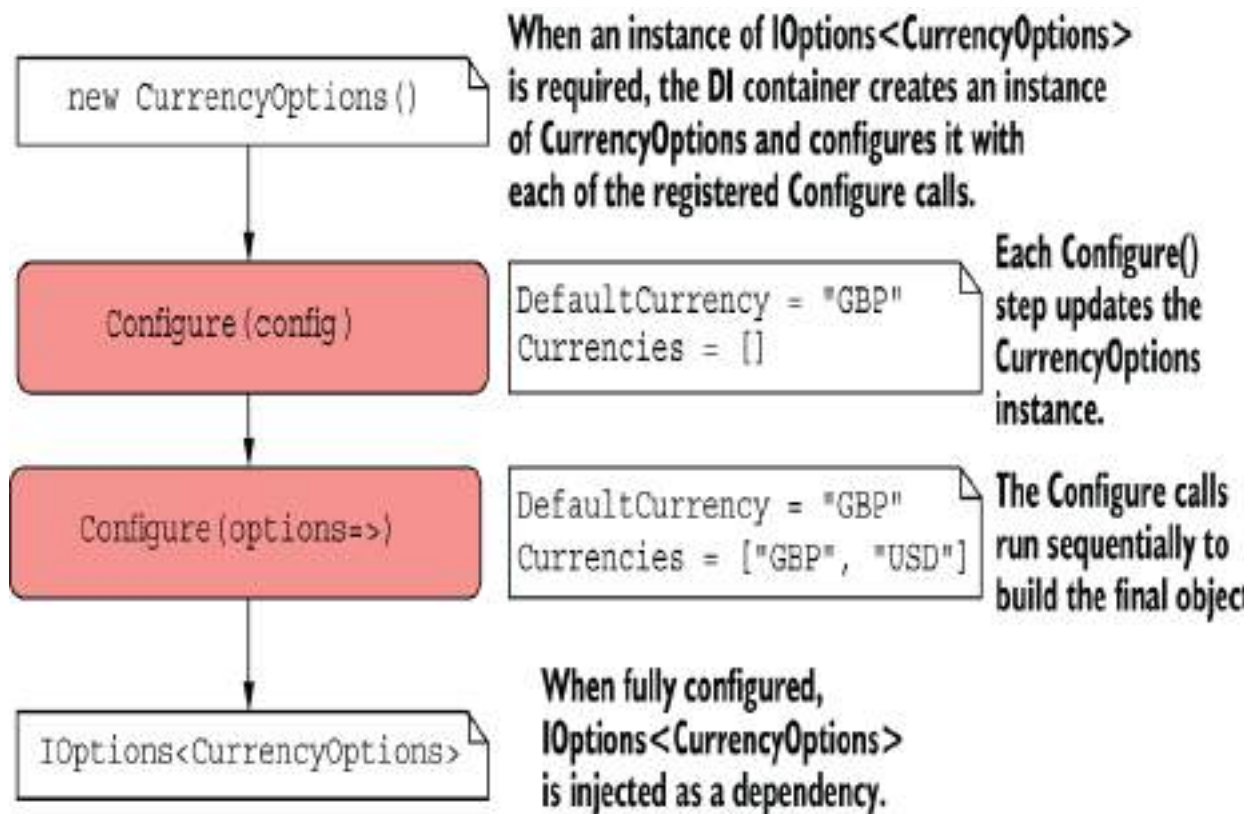 new CurrencyOptions()
When an instance of IOptions<CurrencyOptions>
is required, the DI container creates an instance
of CurrencyOptions and configures it with
each of the registered Configure calls.
Configure(config)
DefaultCurrency = "GBP"
Currencies = []
Each Configure()
step updates the
CurrencyOptions
instance.
Configure(options=>)
DefaultCurrency = "GBP"
Currencies = ["GBP", "USD"]
The Configure calls
run sequentially to
build the final object
IOptions<CurrencyOptions>
When fully configured,
IOptions<CurrencyOptions>
is injected as a dependency.